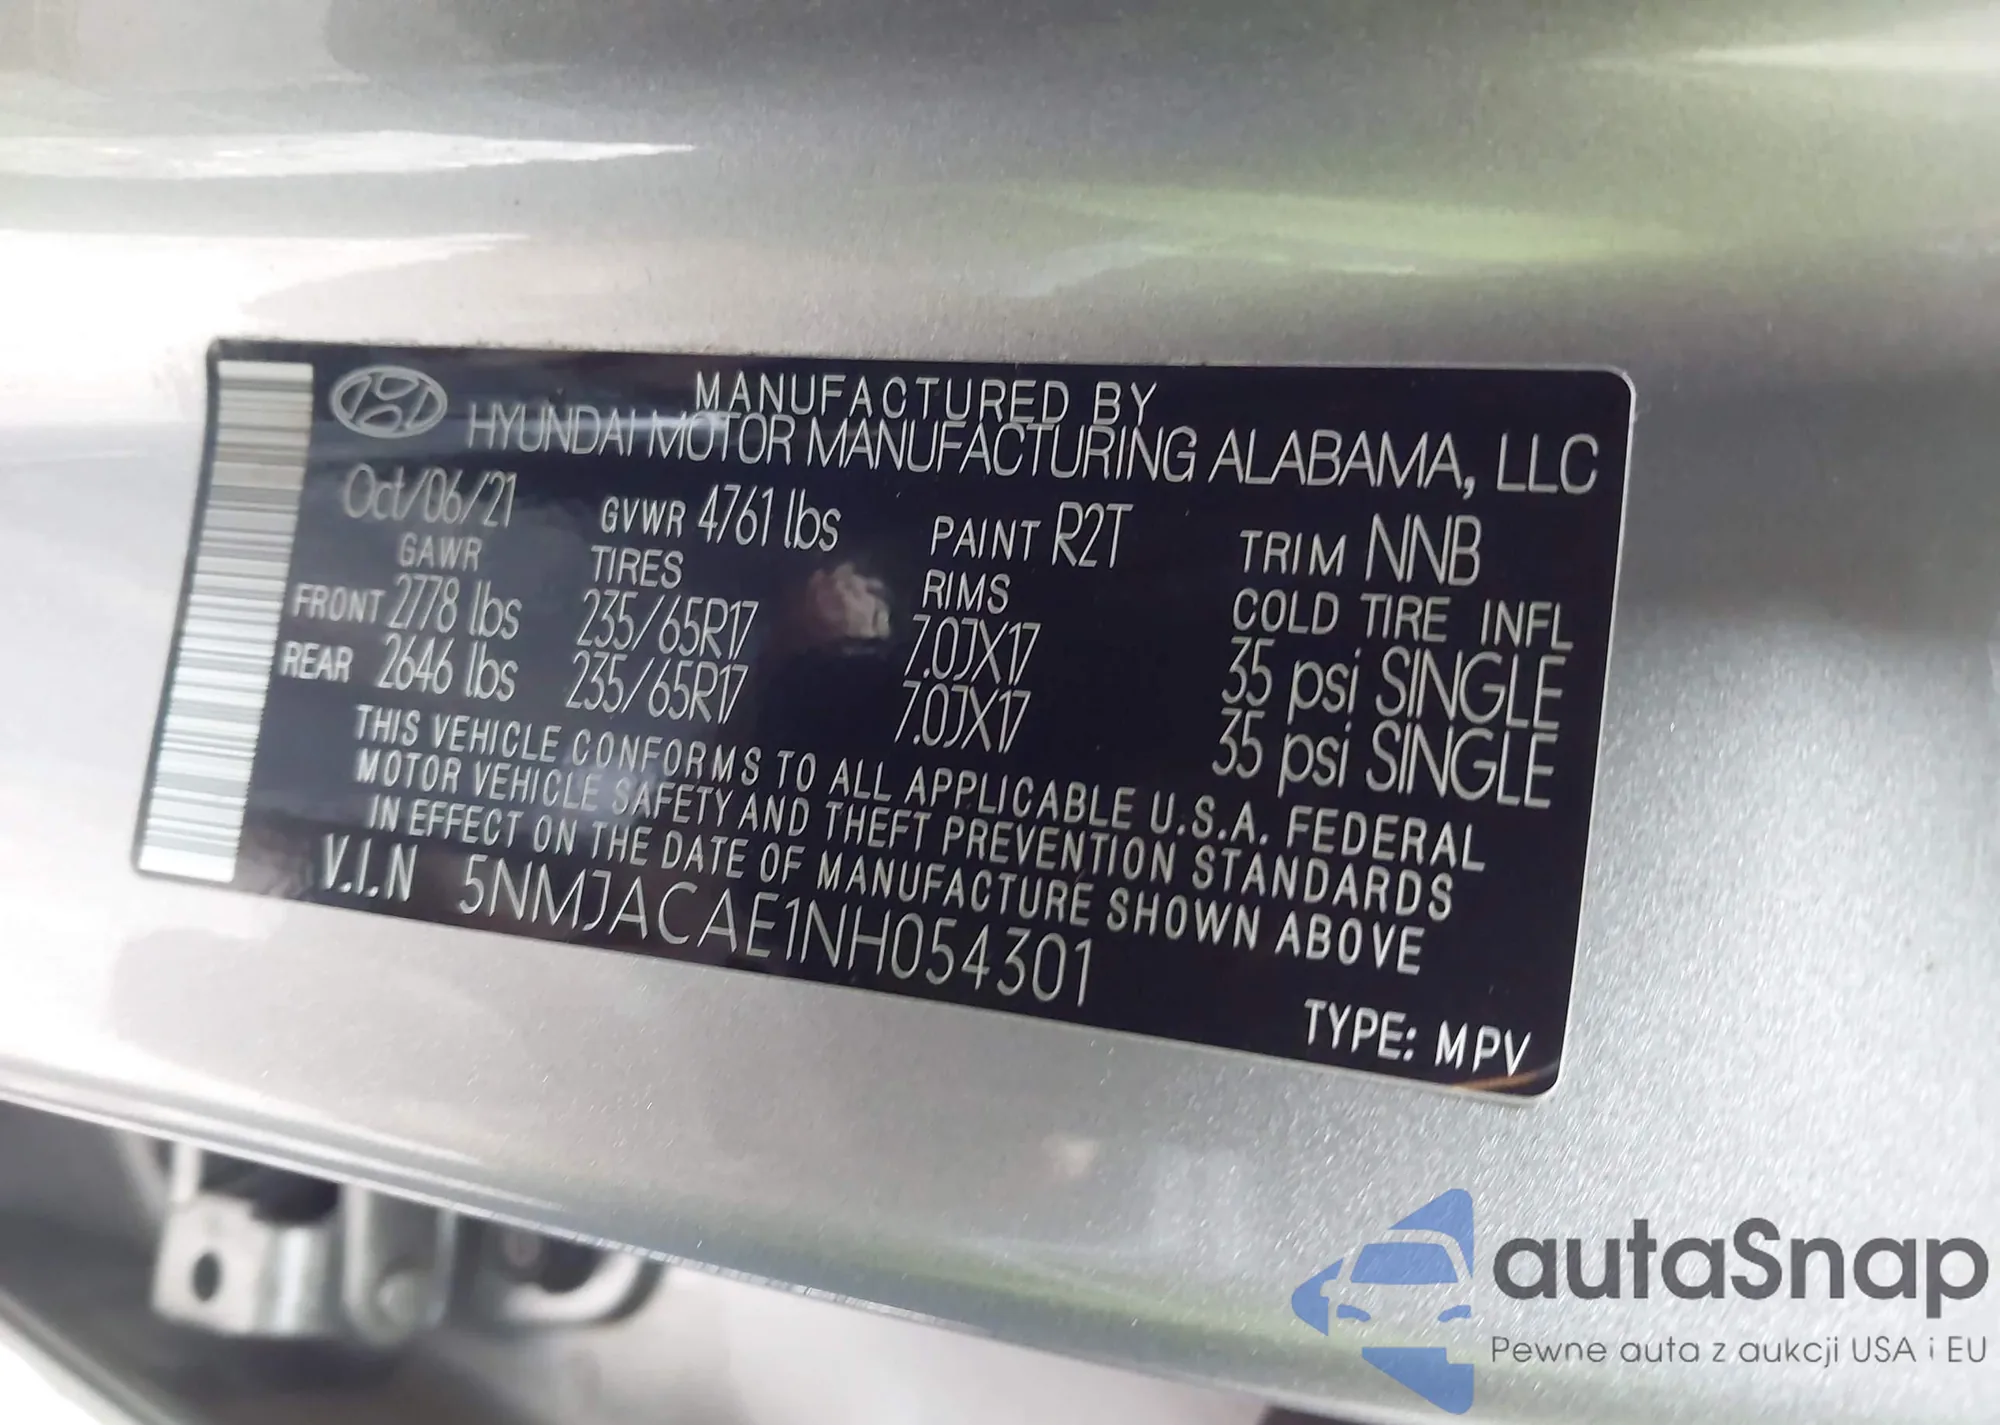 MANUFACTURED BY
HYUNDAI MOTOR MANUFACTURING ALABAMA, LLC
Oct/06/21 GVWR 4761 lbs PAINT R2T TRIM NNB
GAWR TIRES RIMS COLD TIRE INFL
FRONT 2778 lbs 235/65R17 7.0JX17 35 psi SINGLE
REAR 2646 lbs 235/65R17 7.0JX17 35 psi SINGLE
THIS VEHICLE CONFORMS TO ALL APPLICABLE U.S.A. FEDERAL
MOTOR VEHICLE SAFETY AND THEFT PREVENTION STANDARDS
IN EFFECT ON THE DATE OF MANUFACTURE SHOWN ABOVE
V.I.N 5NMJACAE1NH054301
TYPE: MPV
autaSnap
Pewne auta z aukcji USA i EU